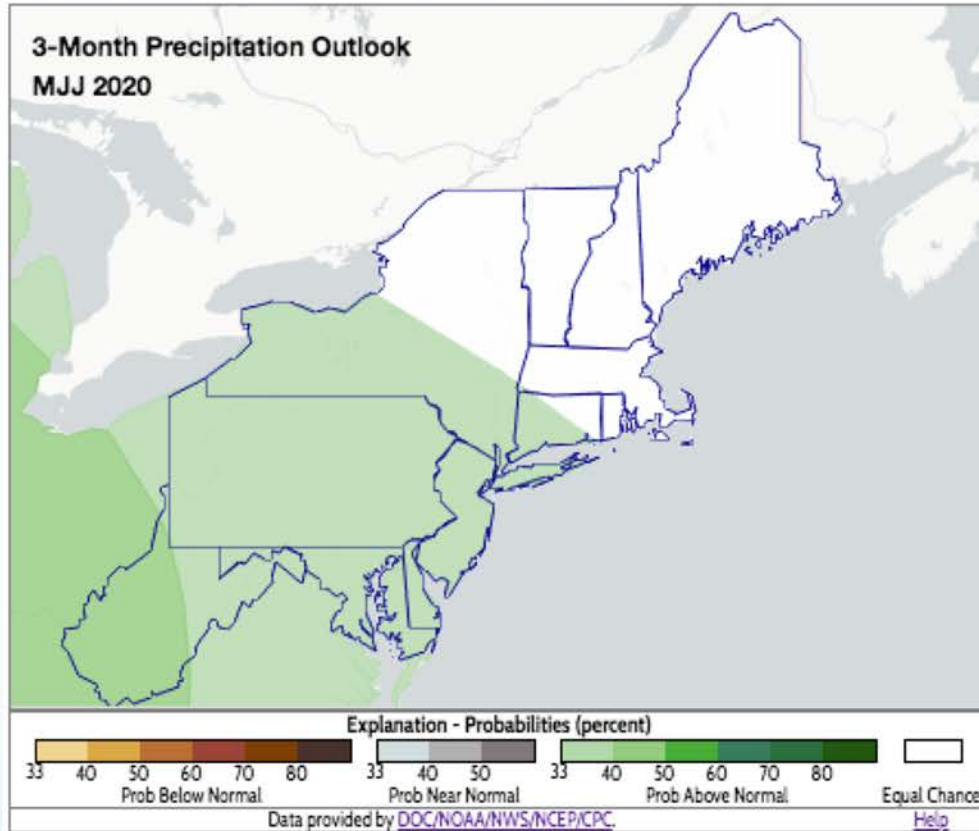 3-Month Precipitation Outlook
MJJ 2020
Explanation - Probabilities (percent)
33 40 50 60 70 80 33 40 50 60 33 40 50 60 70 80
Prob Below Normal Prob Near Normal Prob Above Normal Equal Chance
Data provided by DOC/NOAA/NWS/NCEP/CPC. Help